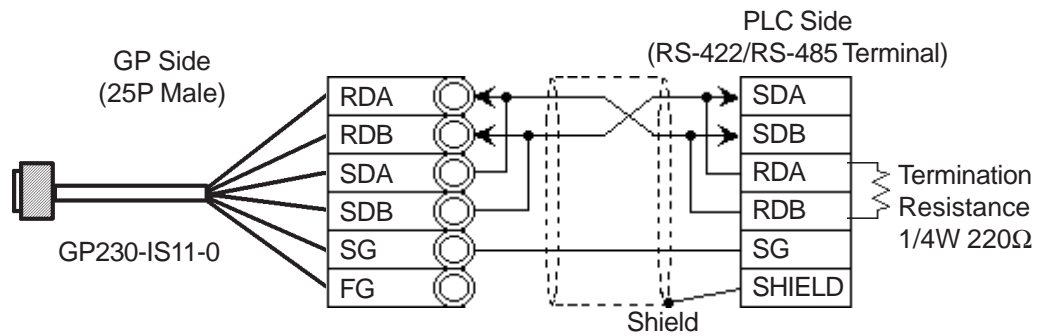 PLC Side
(RS-422/RS-485 Terminal)
GP Side
(25P Male)
RDA
RDB
SDA
SDB
SG
FG
SDA
SDB
RDA
RDB
SG
SHIELD
Termination
Resistance
1/4W 220Ω
GP230-IS11-0
Shield